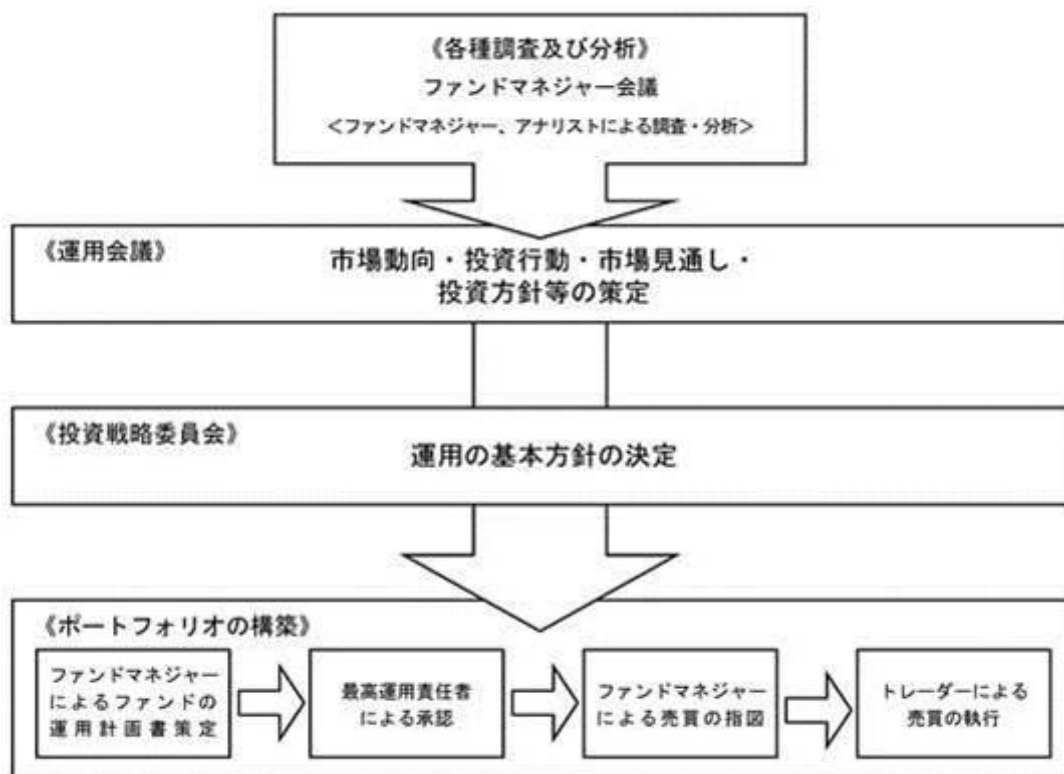 《各種調査及び分析》
ファンドマネジャー会議
<ファンドマネジャー、アナリストによる調査・分析>
《運用会議》
市場動向・投資行動・市場見通し・
投資方針等の策定
《投資戦略委員会》
運用の基本方針の決定
《ポートフォリオの構築》
ファンドマネジャー
によるファンドの
運用計画書策定
最高運用責任者
による承認
ファンドマネジャー
による売買の指図
トレーダーによる
売買の執行